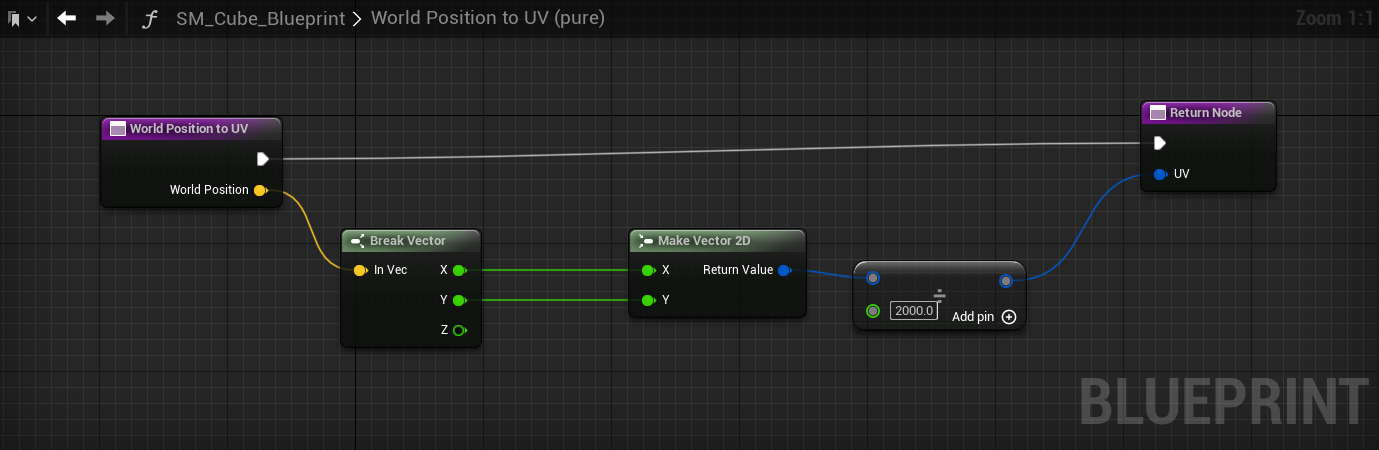 SM_Cube_Blueprint > World Position to UV (pure)
Zoom 1:1
World Position to UV
World Position
Break Vector
In Vec X
Y
Z
Make Vector 2D
X Return Value
Y
÷
2000.0
Add pin
Return Node
UV
BLUEPRINT